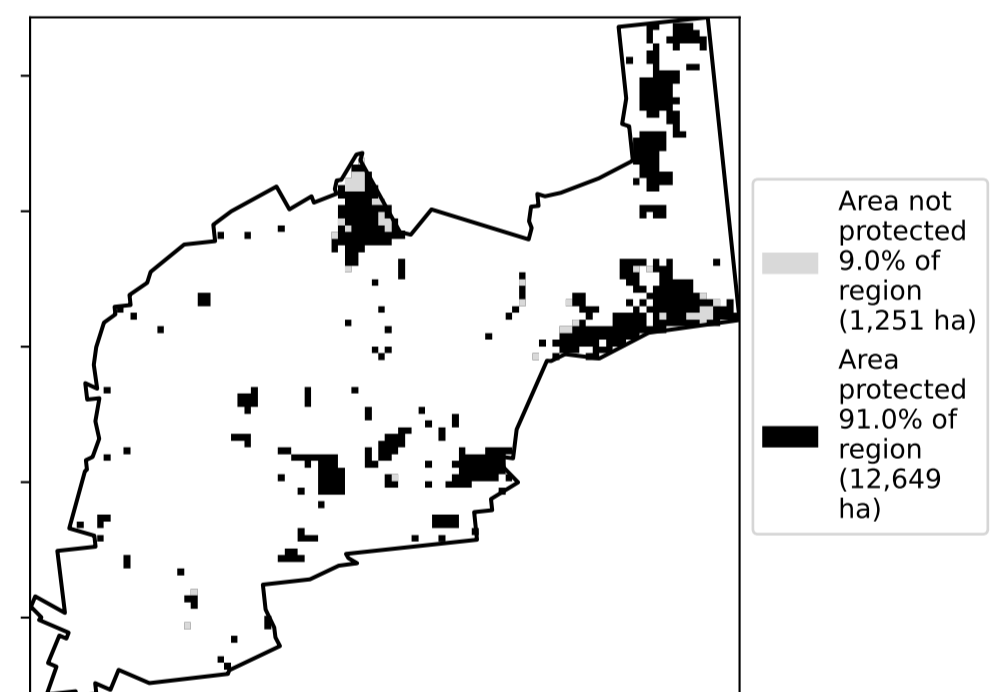 Area not
protected
9.0% of
region
(1,251 ha)
Area
protected
91.0% of
region
(12,649
ha)